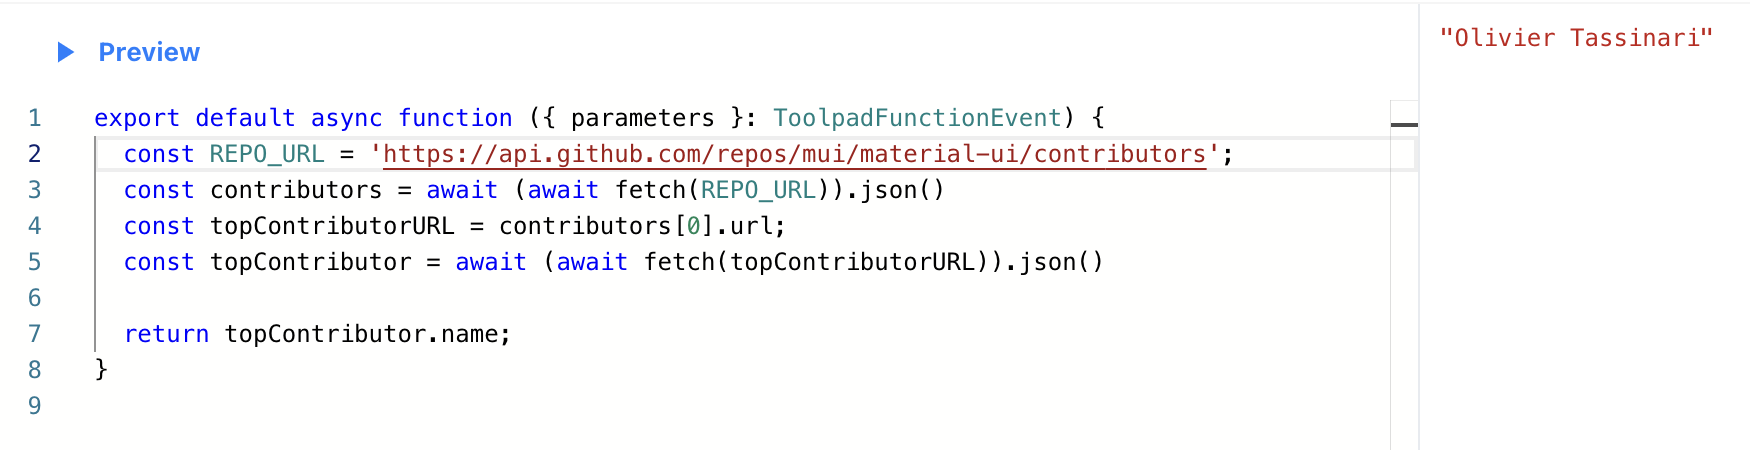 Preview
"Olivier Tassinari"
1 export default async function ({ parameters }: ToolpadFunctionEvent) {
2   const REPO_URL = 'https://api.github.com/repos/mui/material-ui/contributors';
3   const contributors = await (await fetch(REPO_URL)).json()
4   const topContributorURL = contributors[0].url;
5   const topContributor = await (await fetch(topContributorURL)).json()
6
7   return topContributor.name;
8 }
9